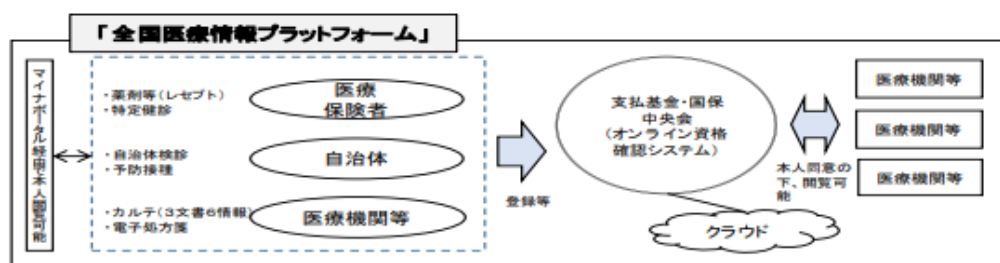 「全国医療情報プラットフォーム」
マイナポータル経由で本人閲覧可能
・薬剤等(レセプト)
・特定健診
医療
保険者
・自治体検診
・予防接種
自治体
・カルテ(3文書6情報)
・電子処方箋
医療機関等
登録等
支払基金・国保
中央会
(オンライン資格
確認システム)
クラウド
本人同意の
下、閲覧可
能
医療機関等
医療機関等
医療機関等